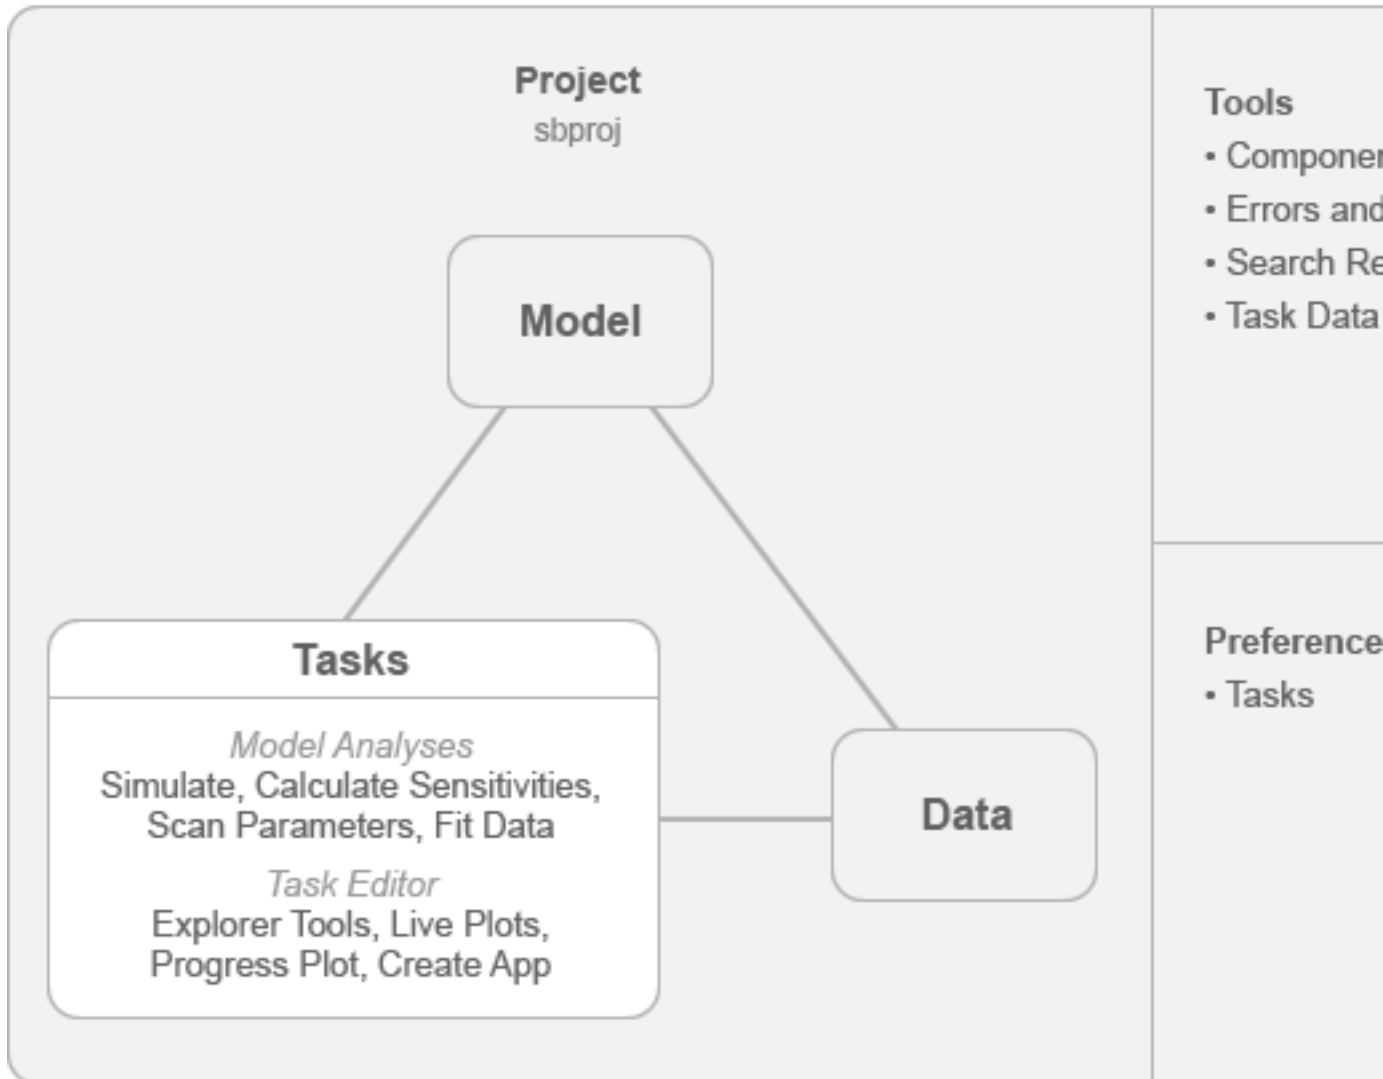 Project
sbproj
Model
Tasks
Model Analyses
Simulate, Calculate Sensitivities,
Scan Parameters, Fit Data
Task Editor
Explorer Tools, Live Plots,
Progress Plot, Create App
Data
Tools
• Errors and
• Search
• Task Data
• Tasks